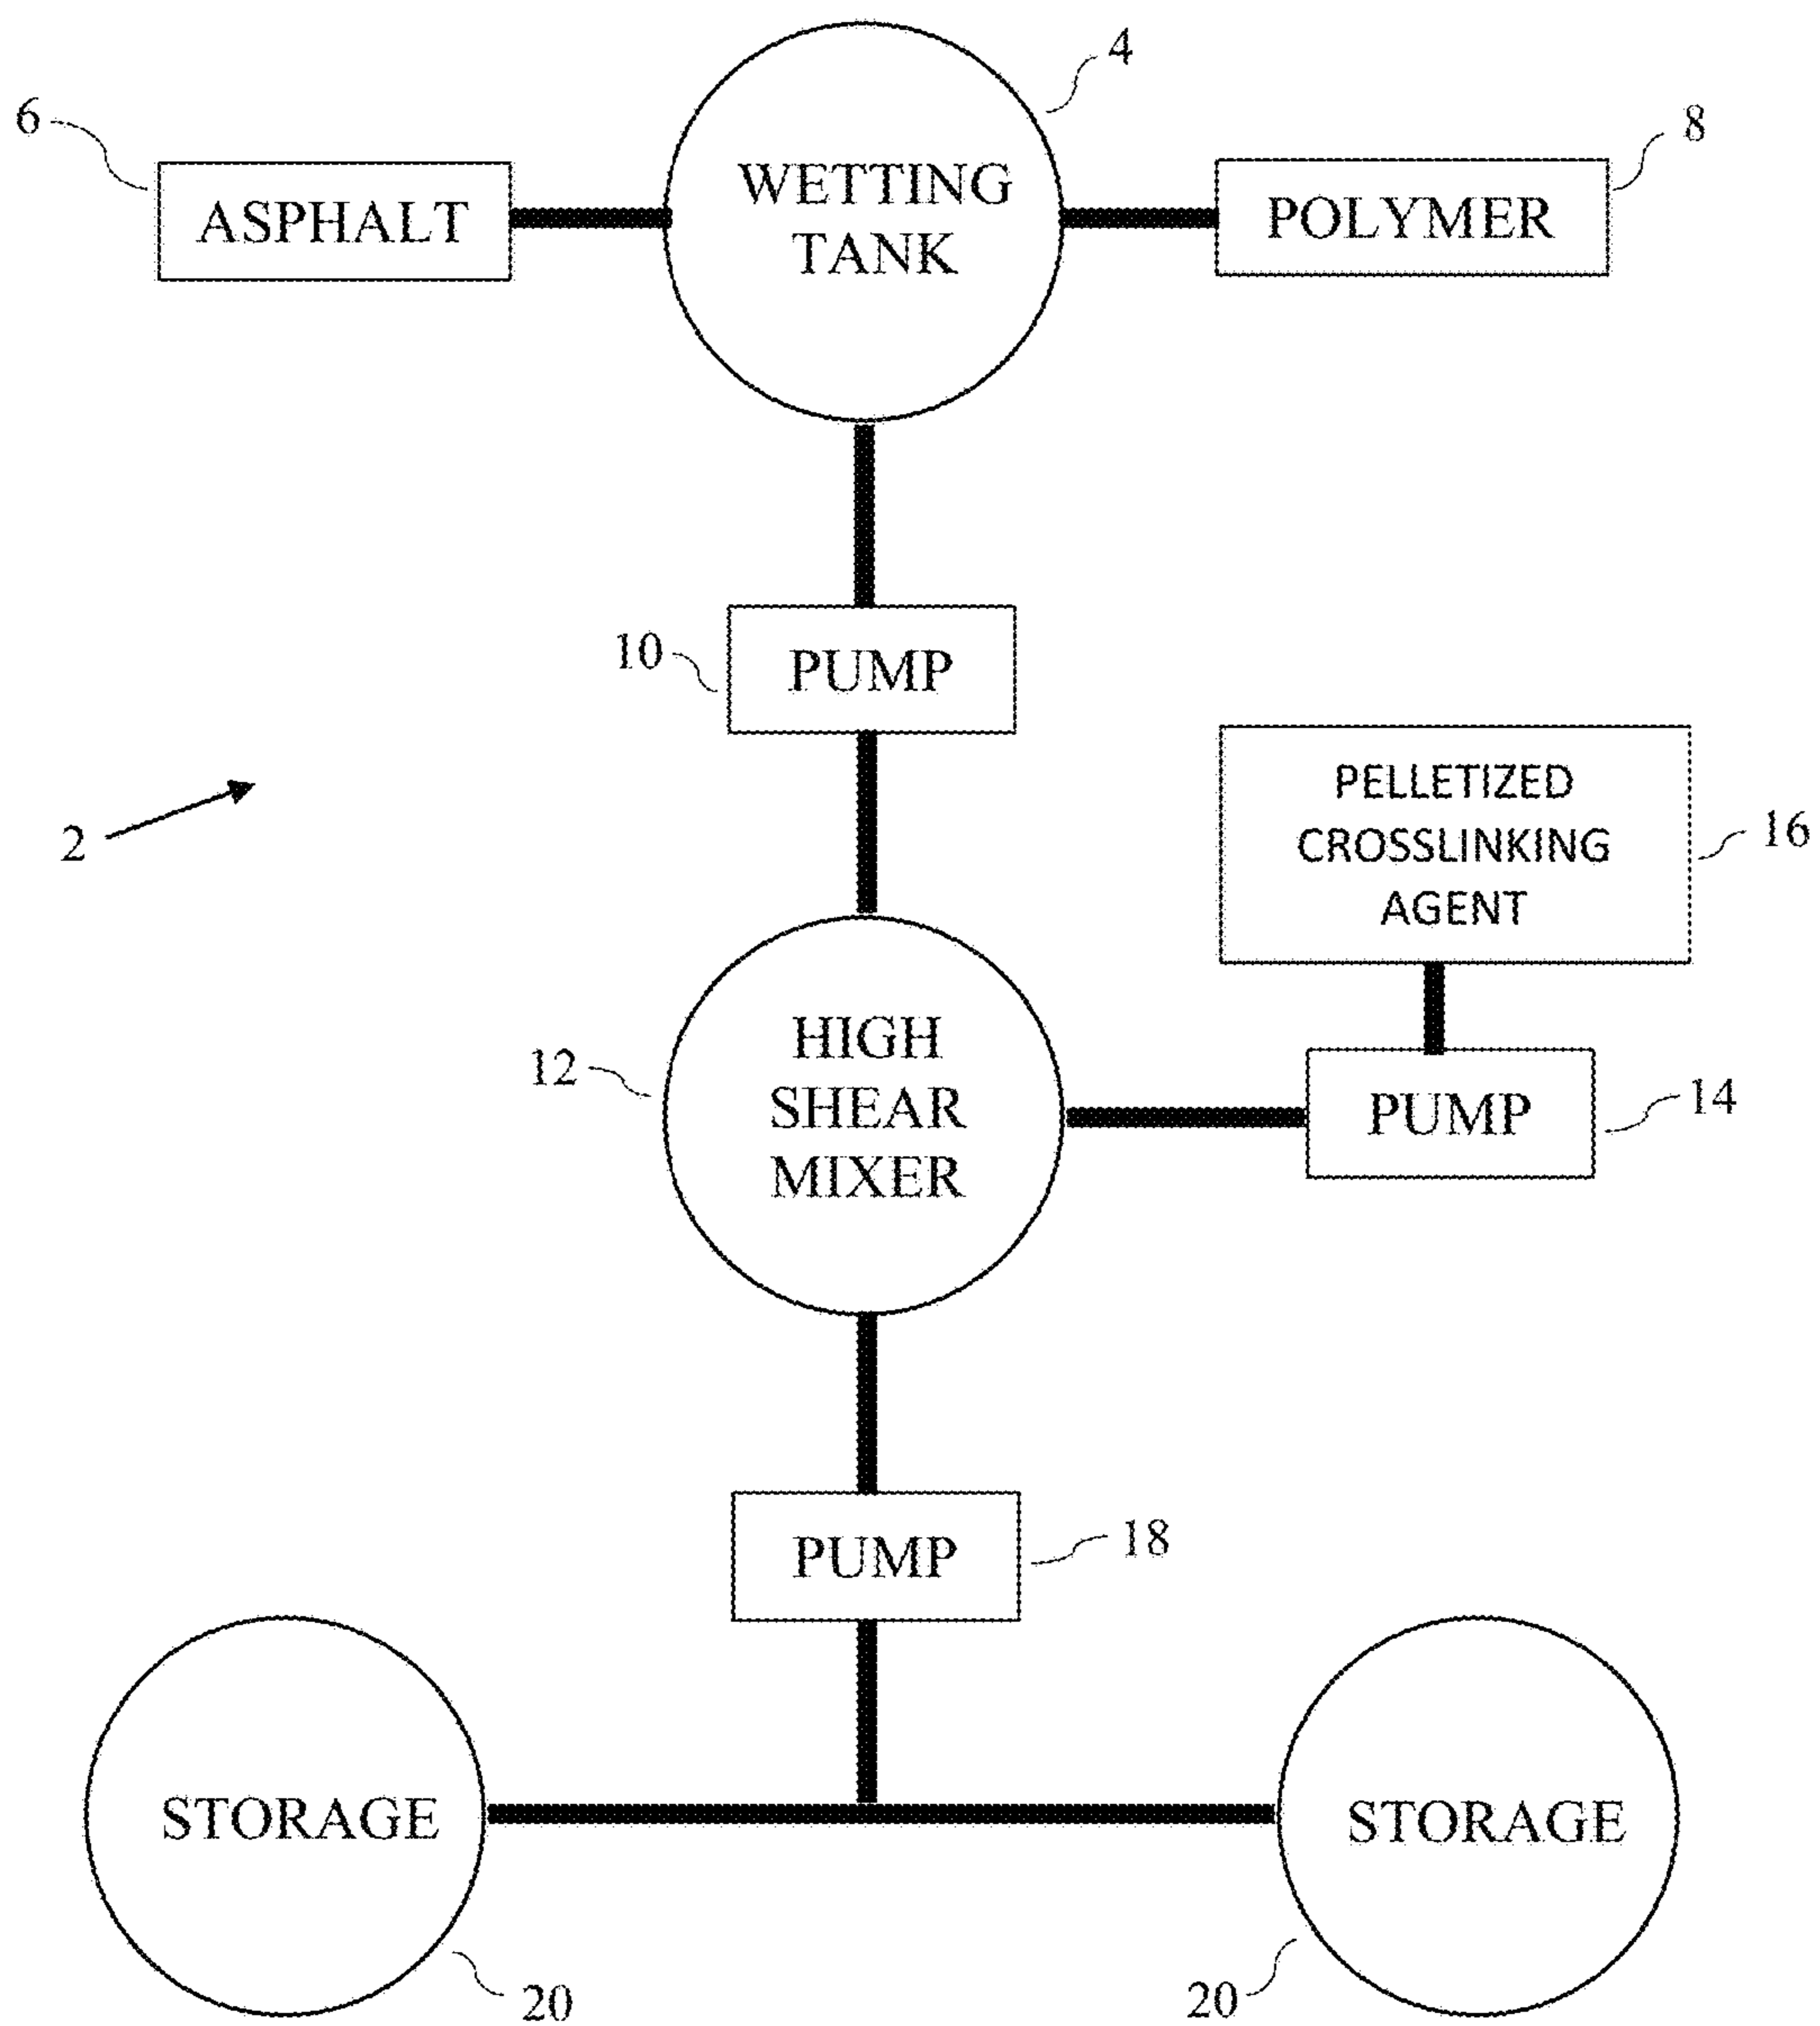 4
6
8
WETTING
TANK
ASPHALT
POLYMER
10
PUMP
2
PELLETIZED
CROSSLINKING
AGENT
16
12
HIGH
SHEAR
MIXER
PUMP
14
PUMP
18
STORAGE
STORAGE
20
20